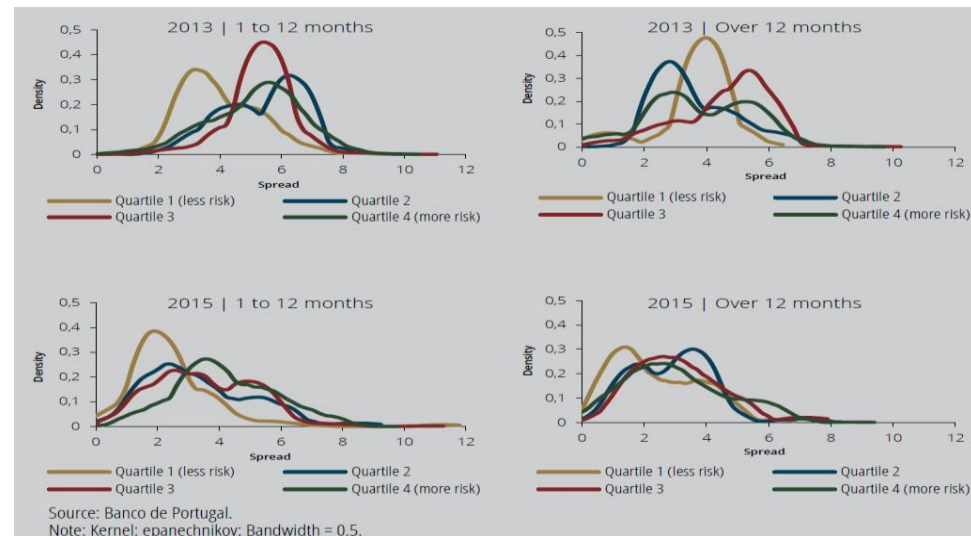 2013 | 1 to 12 months
0,5
0,4
0,3
0,2
0,1
0
Density
0 2 4 6 8 10 12
Spread
Quartile 1 (less risk) Quartile 2
Quartile 3 Quartile 4 (more risk)
2013 | Over 12 months
0,5
0,4
0,3
0,2
0,1
0
Density
0 2 4 6 8 10 12
Spread
Quartile 1 (less risk) Quartile 2
Quartile 3 Quartile 4 (more risk)
2015 | 1 to 12 months
0,5
0,4
0,3
0,2
0,1
0
Density
0 2 4 6 8 10 12
Spread
Quartile 1 (less risk) Quartile 2
Quartile 3 Quartile 4 (more risk)
2015 | Over 12 months
0,5
0,4
0,3
0,2
0,1
0
Density
0 2 4 6 8 10 12
Spread
Quartile 1 (less risk) Quartile 2
Quartile 3 Quartile 4 (more risk)
Source: Banco de Portugal.
Note: Kernel: epanechnikov; Bandwidth = 0.5.